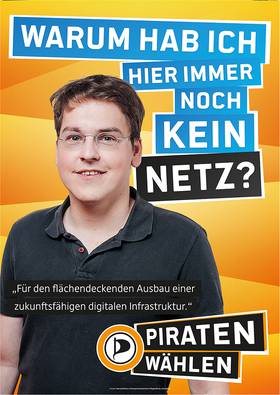 WARUM HAB ICH
HIER IMMER
NOCH
KEIN
NETZ?
„Für den flächendeckenden Ausbau einer
zukunftsfähigen digitalen Infrastruktur.“
PIRATEN
WÄHLEN